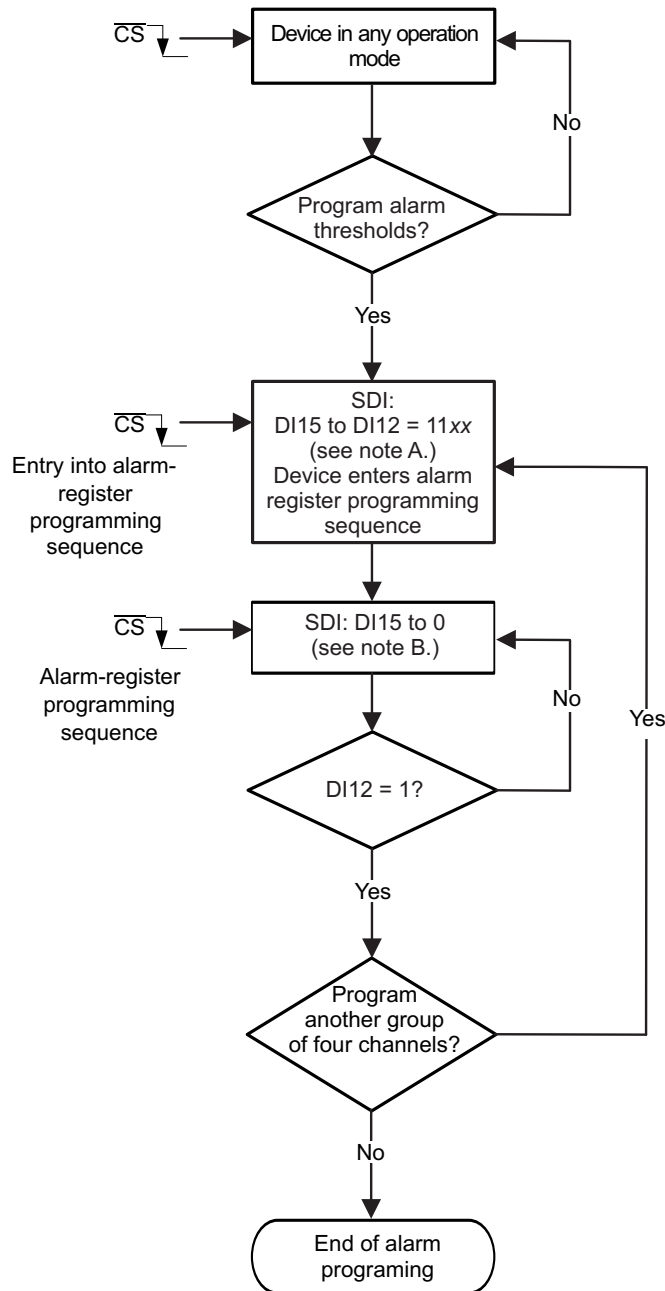 CS
Device in any operation
mode
No
Program alarm
thresholds?
Yes
CS
Entry into alarm-
register
programming
sequence
SDI:
DI15 to DI12 = 11xx
(see note A.)
Device enters alarm
register programming
sequence
CS
Alarm-register
programming
sequence
SDI: DI15 to 0
(see note B.)
No
Yes
DI12 = 1?
Yes
Program
another group
of four channels?
No
End of alarm
programing